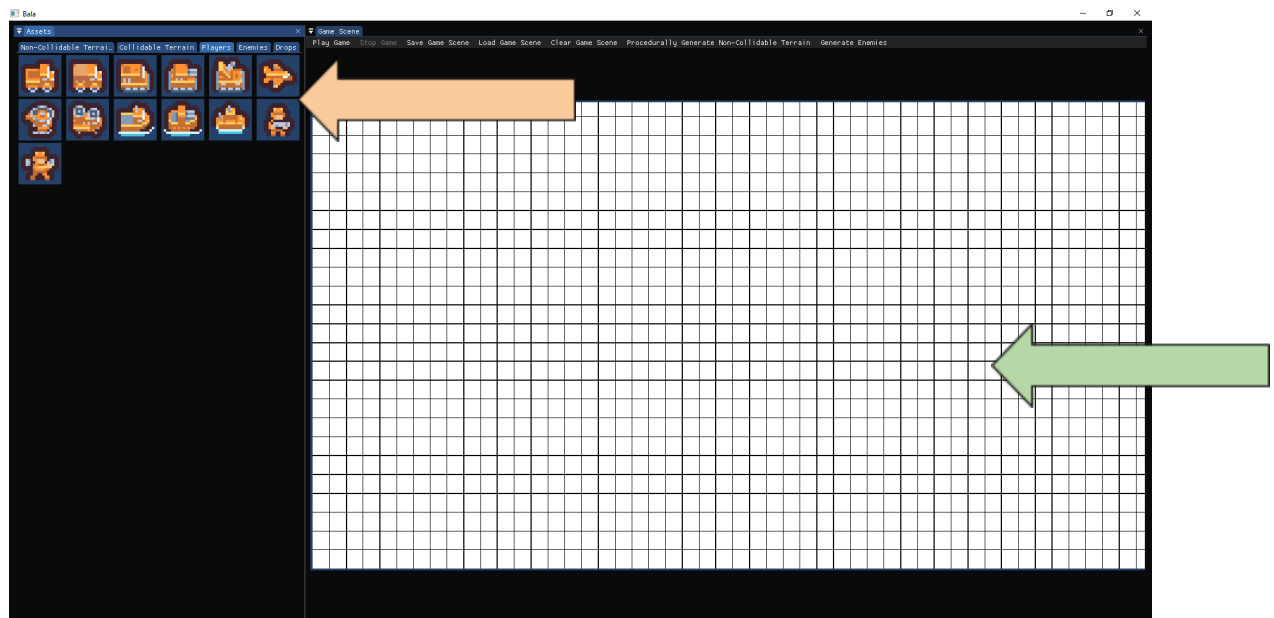 Bala
Assets
Game Scene
Non-Collidable Terrai… Collidable Terrain Players Enemies Drops
Play Game Stop Game Save Game Scene Load Game Scene Clear Game Scene Procedurally Generate Non-Collidable Terrain Generate Enemies